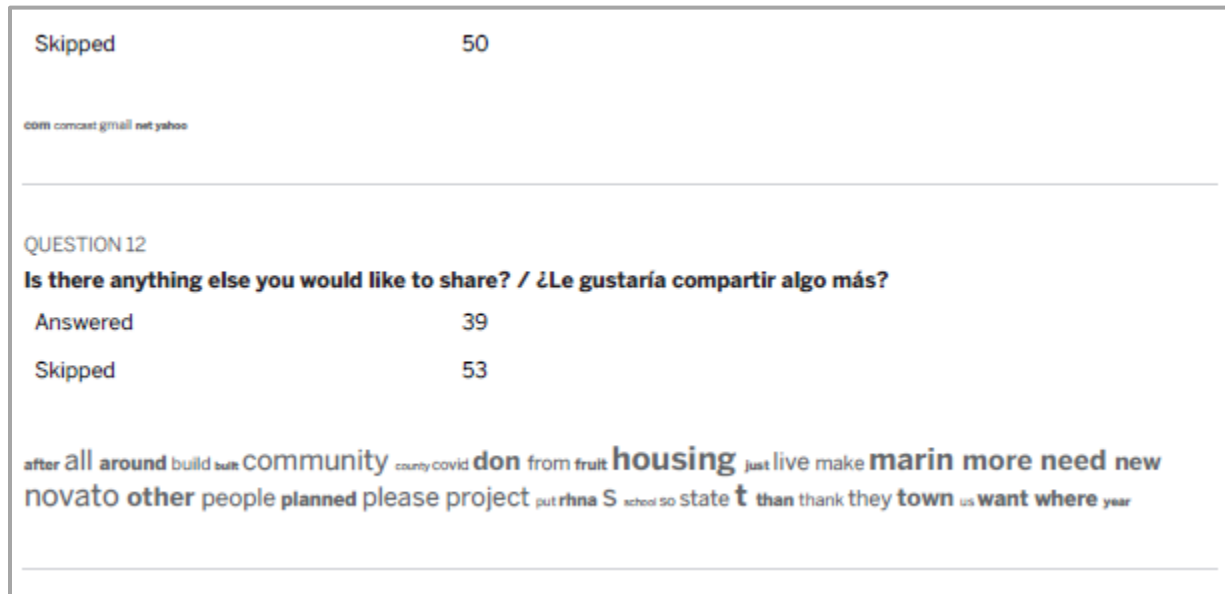 Skipped 50
com comcast gmail net yahoo
QUESTION 12
Is there anything else you would like to share? / ¿Le gustaría compartir algo más?
Answered 39
Skipped 53
after all around build built community county covid don from fruit housing just live make marin more need new
novato other people planned please project put rhna s school so state t than thank they town us want where year